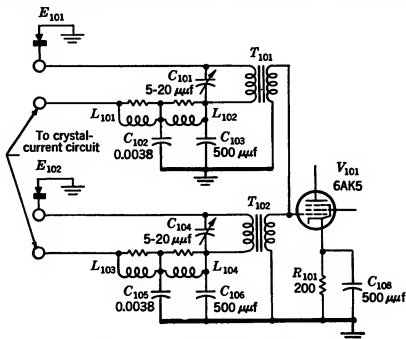 E101
T101
C101
5-20 μμf
L101
L102
To crystal-
current circuit
C102
0.0038
C103
500 μμf
E102
V101
6AK5
T102
C104
5-20 μμf
L103
L104
C105
0.0038
C106
500 μμf
R101
200
C108
500 μμf